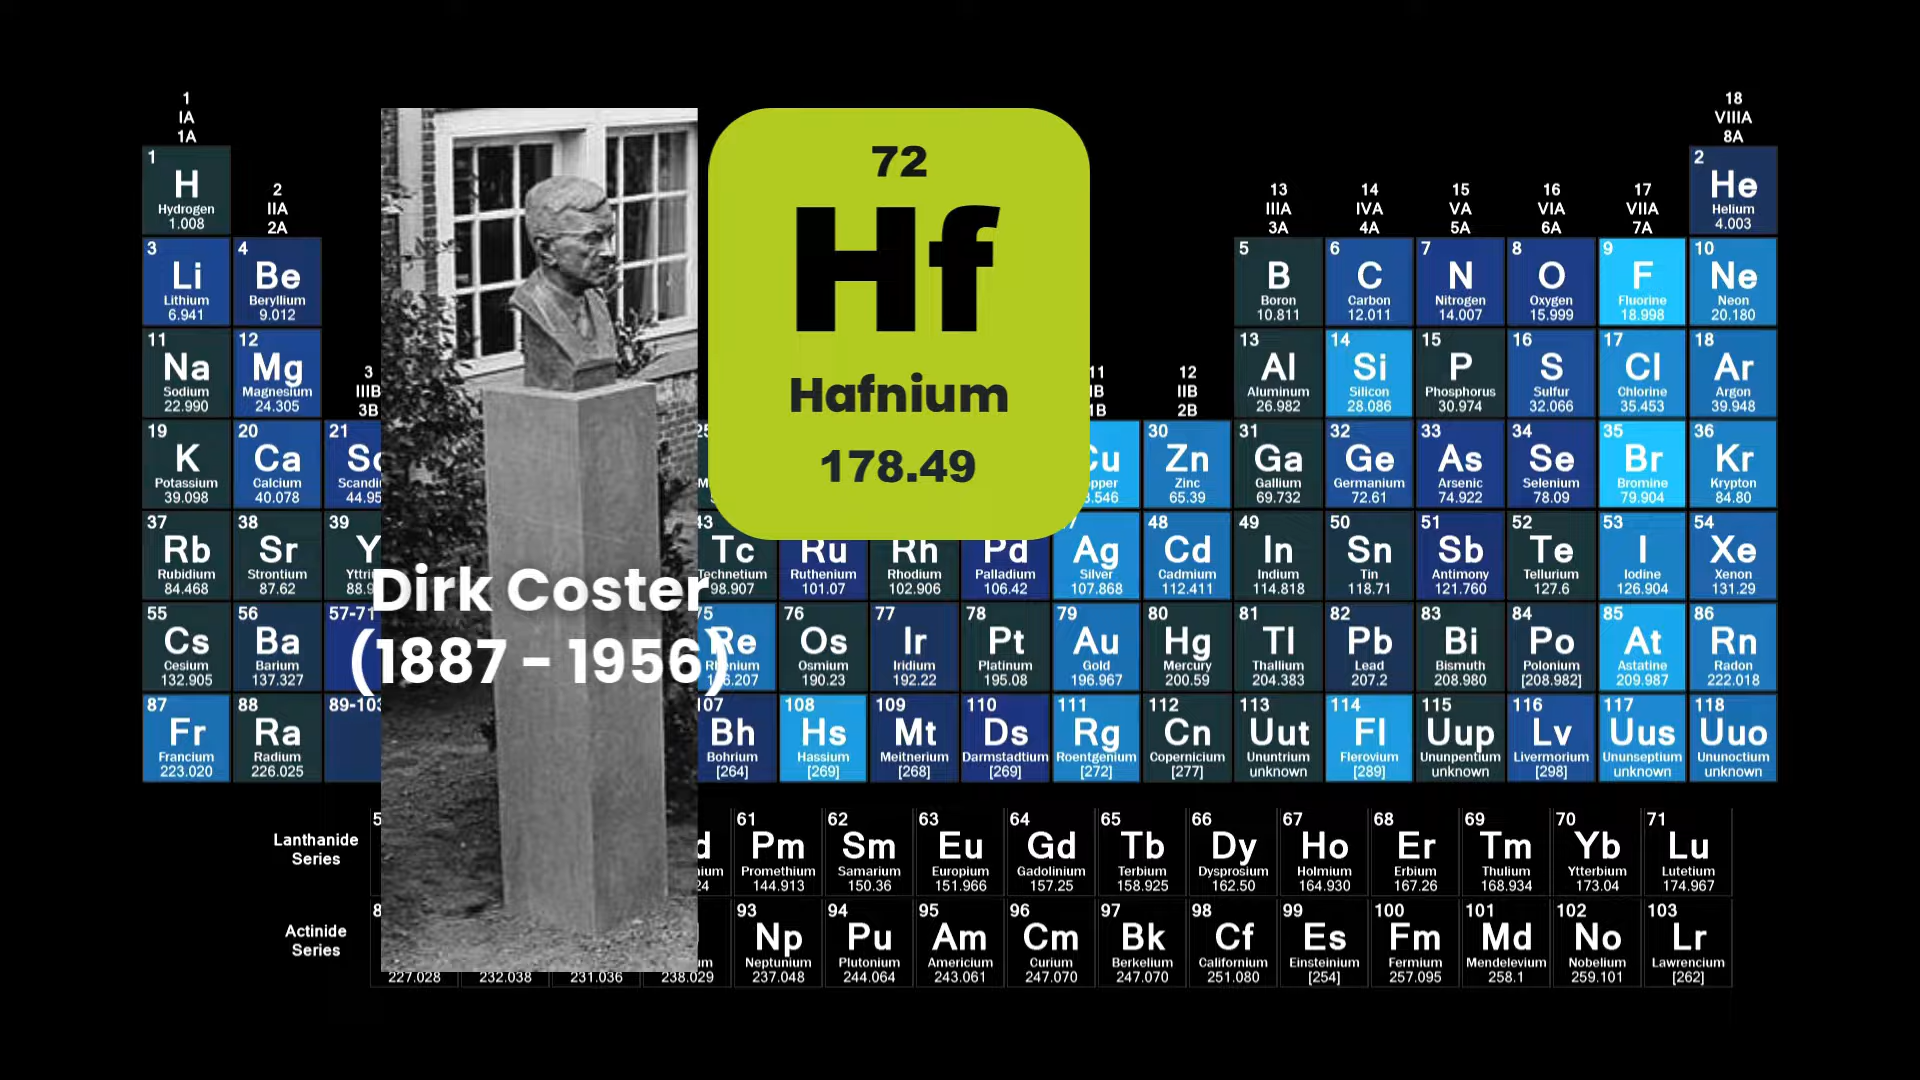 1
IA
1A
18
VIIIA
8A
1
H
Hydrogen
1.008
2
IIA
2A
13
IIIA
3A
14
IVA
4A
15
VA
5A
16
VIA
6A
17
VIIA
7A
2
He
Helium
4.003
72
Hf
Hafnium
178.49
3
Li
Lithium
6.941
4
Be
Beryllium
9.012
5
B
Boron
10.811
6
C
Carbon
12.011
7
N
Nitrogen
14.007
8
O
Oxygen
15.999
9
F
Fluorine
18.998
10
Ne
Neon
20.180
11
Na
Sodium
22.990
12
Mg
Magnesium
24.305
3
IIIB
3B
12
IIB
2B
13
Al
Aluminum
26.982
14
Si
Silicon
28.086
15
P
Phosphorus
30.974
16
S
Sulfur
32.066
17
Cl
Chlorine
35.453
18
Ar
Argon
39.948
19
K
Potassium
39.098
20
Ca
Calcium
40.078
21
30
Zn
Zinc
65.39
31
Ga
Gallium
69.732
32
Ge
Germanium
72.61
33
As
Arsenic
74.922
34
Se
Selenium
78.09
35
Br
Bromine
79.904
36
Kr
Krypton
84.80
37
Rb
Rubidium
84.468
38
Sr
Strontium
87.62
39
Y
Tc
Technetium
98.907
Ru
Ruthenium
101.07
Rh
Rhodium
102.906
Pd
Palladium
106.42
Ag
Silver
107.868
48
Cd
Cadmium
112.411
49
In
Indium
114.818
50
Sn
Tin
118.71
51
Sb
Antimony
121.760
52
Te
Tellurium
127.6
53
I
Iodine
126.904
54
Xe
Xenon
131.29
Dirk Coster
(1887 - 1956)
55
Cs
Cesium
132.905
56
Ba
Barium
137.327
57-71
75
Re
76
Os
Osmium
190.23
77
Ir
Iridium
192.22
78
Pt
Platinum
195.08
79
Au
Gold
196.967
80
Hg
Mercury
200.59
81
Tl
Thallium
204.383
82
Pb
Lead
207.2
83
Bi
Bismuth
208.980
84
Po
Polonium
[208.982]
85
At
Astatine
209.987
86
Rn
Radon
222.018
87
Fr
Francium
223.020
88
Ra
Radium
226.025
89-103
107
Bh
Bohrium
[264]
108
Hs
Hassium
[269]
109
Mt
Meitnerium
[268]
110
Ds
Darmstadtium
[269]
111
Rg
Roentgenium
[272]
112
Cn
Copernicium
[277]
113
Uut
Ununtrium
unknown
114
Fl
Flerovium
[289]
115
Uup
Ununpentium
unknown
116
Lv
Livermorium
[298]
117
Uus
Ununseptium
unknown
118
Uuo
Ununoctium
unknown
Lanthanide
Series
61
Pm
Promethium
144.913
62
Sm
Samarium
150.36
63
Eu
Europium
151.966
64
Gd
Gadolinium
157.25
65
Tb
Terbium
158.925
66
Dy
Dysprosium
162.50
67
Ho
Holmium
164.930
68
Er
Erbium
167.26
69
Tm
Thulium
168.934
70
Yb
Ytterbium
173.04
71
Lu
Lutetium
174.967
Actinide
Series
227.028
232.038
231.036
238.029
93
Np
Neptunium
237.048
94
Pu
Plutonium
244.064
95
Am
Americium
243.061
96
Cm
Curium
247.070
97
Bk
Berkelium
247.070
98
Cf
Californium
251.080
99
Es
Einsteinium
[254]
100
Fm
Fermium
257.095
101
Md
Mendelevium
258.1
102
No
Nobelium
259.101
103
Lr
Lawrencium
[262]